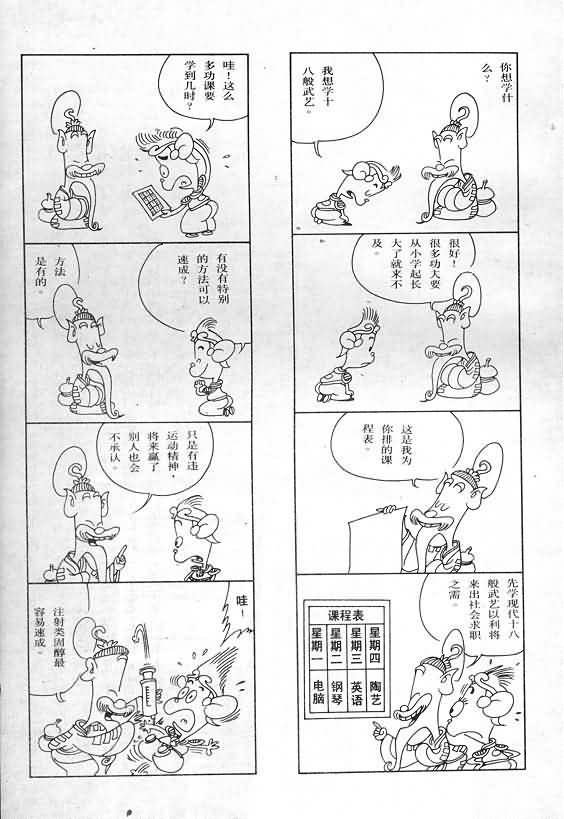 你想学什
么？
我想学十
八般武艺。
很好！
很多功夫要
从小学起长
大了就来不
及。
这是我为
你排的课
程表。
先学现代十八
般武艺以利将
来出社会求职
之需。
课程表
星期一
星期二
星期三
星期四
电脑
钢琴
英语
陶艺
哇！这么
多功课要
学到几时？
有没有特别
的方法可以
速成？
方法
是有的。
只是有违
运动精神，
将来赢了
别人也会
不承认。
哇！
注射类固醇最
容易速成。